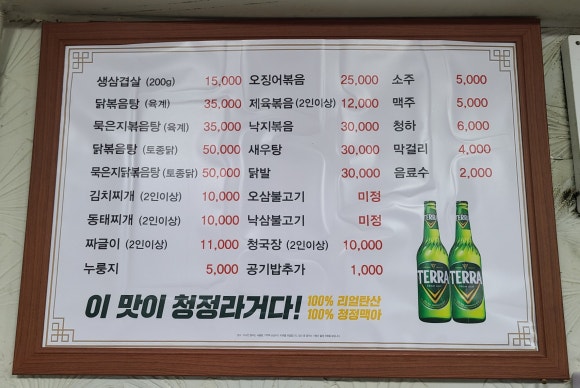 생삼겹살 (200g) 15,000 오징어볶음 25,000 소주 5,000
닭볶음탕 (육계) 35,000 제육볶음 (2인이상) 12,000 맥주 5,000
묵은지볶음탕 (육계) 35,000 낙지볶음 30,000 청하 6,000
닭볶음탕 (토종닭) 50,000 새우탕 30,000 막걸리 4,000
묵은지닭볶음탕 (토종닭) 50,000 닭발 30,000 음료수 2,000
김치찌개 (2인이상) 10,000 오삼불고기 미정
동태찌개 (2인이상) 10,000 낙삼불고기 미정
짜글이 (2인이상) 11,000 청국장 (2인이상) 10,000
누룽지 5,000 공기밥추가 1,000
TERRA TERRA
이 맛이 청정라거다! 100% 리얼탄산
100% 청정맥아